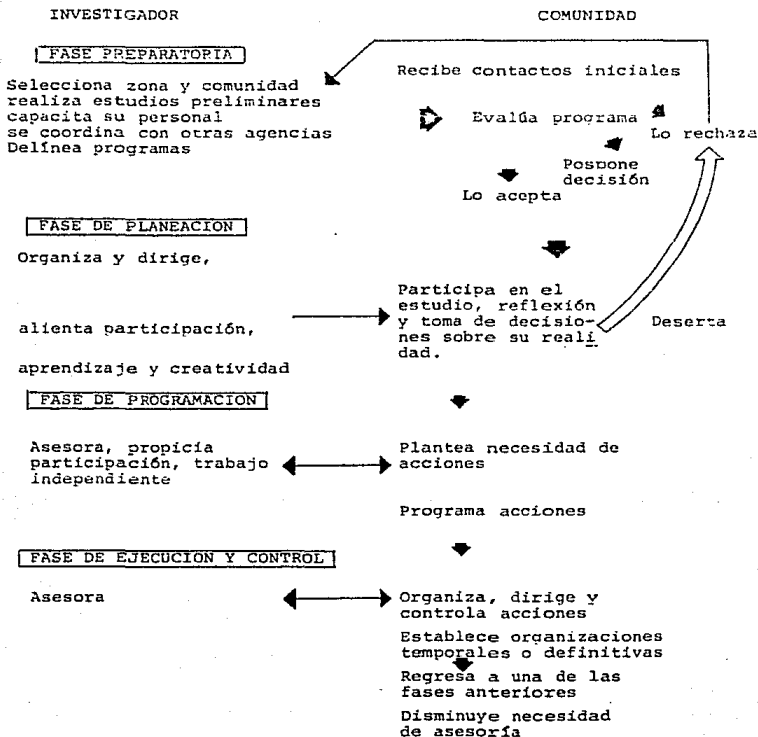 INVESTIGADOR
COMUNIDAD
FASE PREPARATORIA
Selecciona zona y comunidad
realiza estudios preliminares
capacita su personal
se coordina con otras agencias
Delínea programas
Recibe contactos iniciales
Evalúa programa
Lo rechaza
Pospone
decisión
Lo acepta
FASE DE PLANEACION
Organiza y dirige,
alienta participación,
aprendizaje y creatividad
Participa en el
estudio, reflexión
y toma de decisio-
nes sobre su reali
dad.
Deserta
FASE DE PROGRAMACION
Asesora, propicia
participación, trabajo
independiente
Plantea necesidad de
acciones
Programa acciones
FASE DE EJECUCION Y CONTROL
Asesora
Organiza, dirige y
controla acciones
Establece organizaciones
temporales o definitivas
Regresa a una de las
fases anteriores
Disminuye necesidad
de asesoría